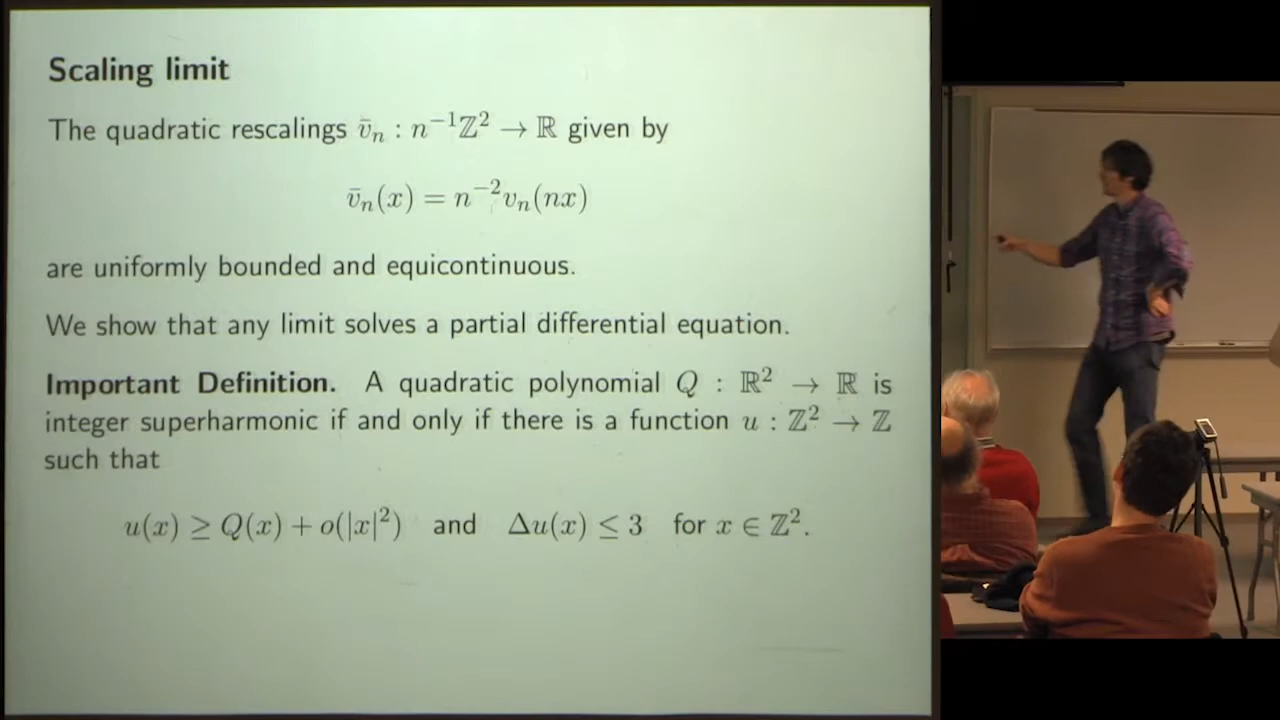 Scaling limit
The quadratic rescalings v̄ₙ : n⁻¹ℤ² → ℝ given by
v̄ₙ(x) = n⁻²vₙ(nx)
are uniformly bounded and equicontinuous.
We show that any limit solves a partial differential equation.
Important Definition. A quadratic polynomial Q : ℝ² → ℝ is
integer superharmonic if and only if there is a function u : ℤ² → ℤ
such that
u(x) ≥ Q(x) + o(|x|²) and Δu(x) ≤ 3 for x ∈ ℤ².